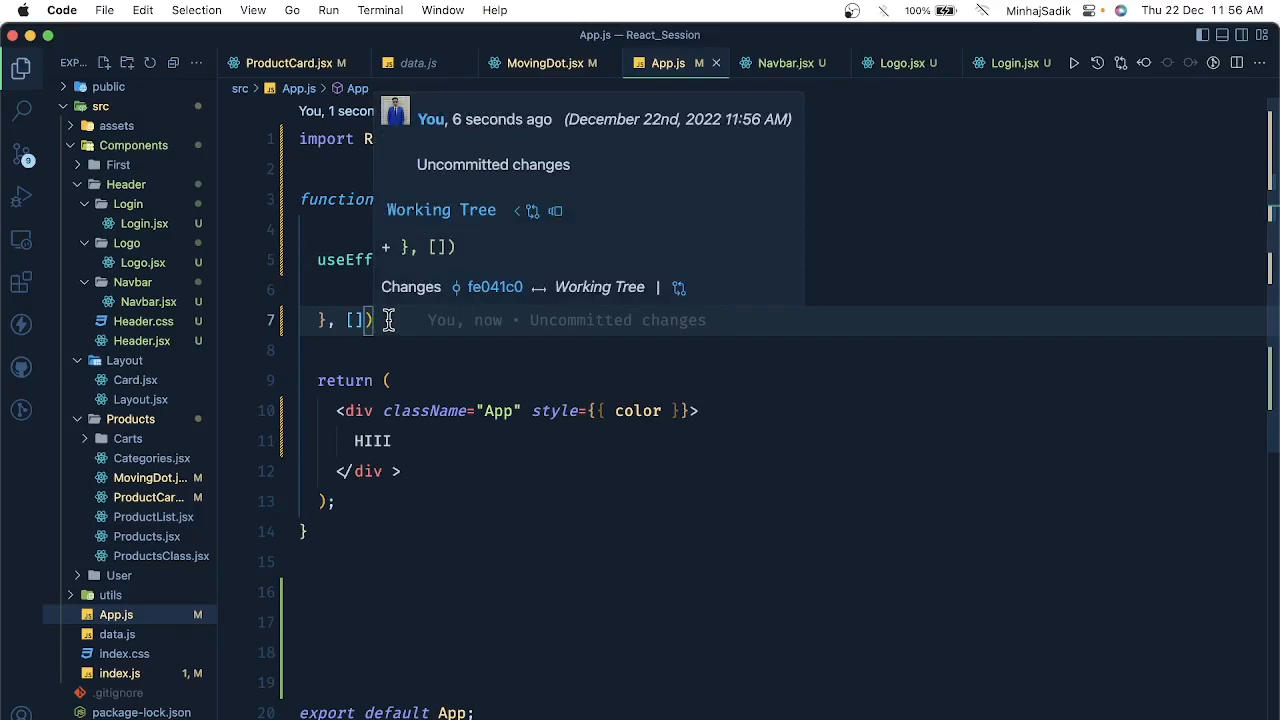 Code File Edit Selection View Go Run Terminal Window Help 100% MinhajSadik Thu 22 Dec 11:56 AM
App.js — React_Session
EXP... ProductCard.jsx M data.js MovingDot.jsx M App.js M Navbar.jsx U Logo.jsx U Login.jsx U
public
src
assets
Components
First
Header
Login
Login.jsx U
Logo
Logo.jsx U
Navbar
Navbar.jsx U
Header.css U
Header.jsx U
Layout
Card.jsx
Layout.jsx
Products
Carts
Categories.jsx
MovingDot.j... M
ProductCar... M
ProductList.jsx
Products.jsx
ProductsClass.jsx
User
utils
App.js M
data.js
index.css
index.js 1, M
.gitignore
package-lock.json
9
src > App.js > App
You, 1 secon
You, 6 seconds ago (December 22nd, 2022 11:56 AM)
Uncommitted changes
Working Tree
+ }, [])
Changes fe041c0 Working Tree |
1 import R
2
3 function
4
5 useEff
6
7 }, []) You, now • Uncommitted changes
8
9 return (
10 <div className="App" style={{ color }}>
11 HIII
12 </div >
13 );
14 }
15
16
17
18
19
20 export default App;